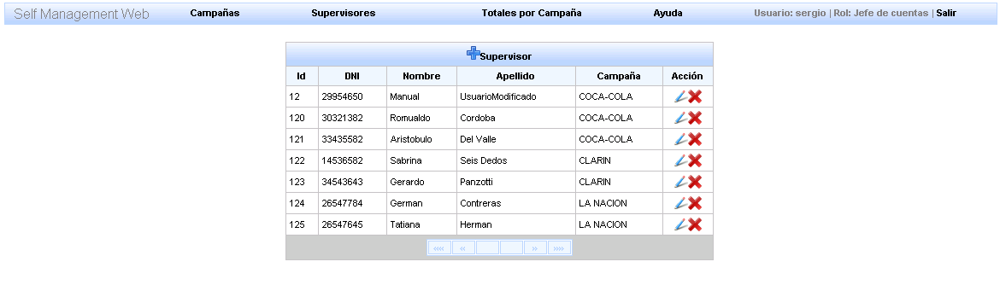 Self Management Web Campañas Supervisores Totales por Campaña Ayuda Usuario: sergio | Rol: Jefe de cuentas | Salir
Supervisor
Id DNI Nombre Apellido Campaña Acción
12 29954650 Manual UsuarioModificado COCA-COLA
120 30321382 Romualdo Cordoba COCA-COLA
121 33435582 Aristobulo Del Valle COCA-COLA
122 14536582 Sabrina Seis Dedos CLARIN
123 34543643 Gerardo Panzotti CLARIN
124 26547784 German Contreras LA NACION
125 26547645 Tatiana Herman LA NACION
«« « » »»